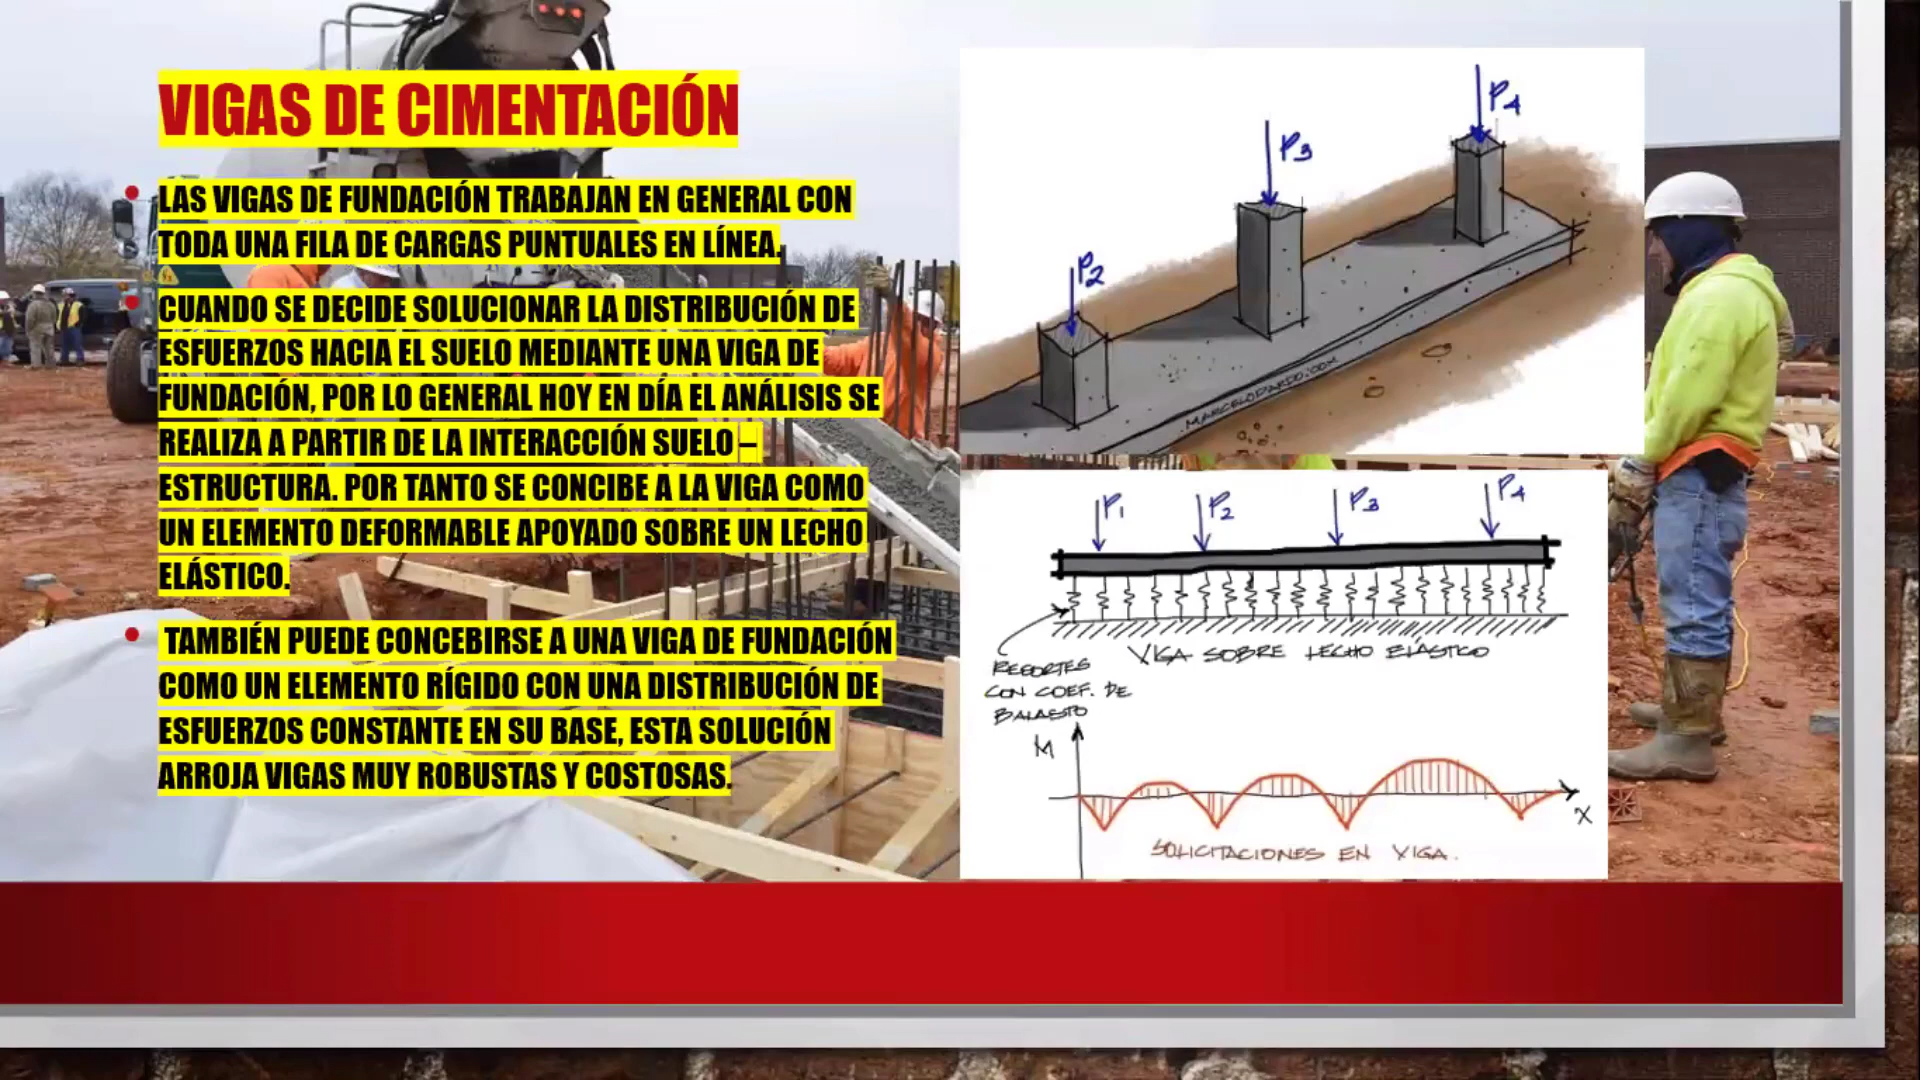 VIGAS DE CIMENTACIÓN
• LAS VIGAS DE FUNDACIÓN TRABAJAN EN GENERAL CON
TODA UNA FILA DE CARGAS PUNTUALES EN LÍNEA.
• CUANDO SE DECIDE SOLUCIONAR LA DISTRIBUCIÓN DE
ESFUERZOS HACIA EL SUELO MEDIANTE UNA VIGA DE
FUNDACIÓN, POR LO GENERAL HOY EN DÍA EL ANÁLISIS SE
REALIZA A PARTIR DE LA INTERACCIÓN SUELO –
ESTRUCTURA. POR TANTO SE CONCIBE A LA VIGA COMO
UN ELEMENTO DEFORMABLE APOYADO SOBRE UN LECHO
ELÁSTICO.
• TAMBIÉN PUEDE CONCEBIRSE A UNA VIGA DE FUNDACIÓN
COMO UN ELEMENTO RÍGIDO CON UNA DISTRIBUCIÓN DE
ESFUERZOS CONSTANTE EN SU BASE, ESTA SOLUCIÓN
ARROJA VIGAS MUY ROBUSTAS Y COSTOSAS.
P4
P3
P2
MARCELOPARDO.COM
P1 P2 P3 P4
VIGA SOBRE LECHO ELÁSTICO
RESORTES
CON COEF. DE
BALASTO
M
X
SOLICITACIONES EN VIGA.